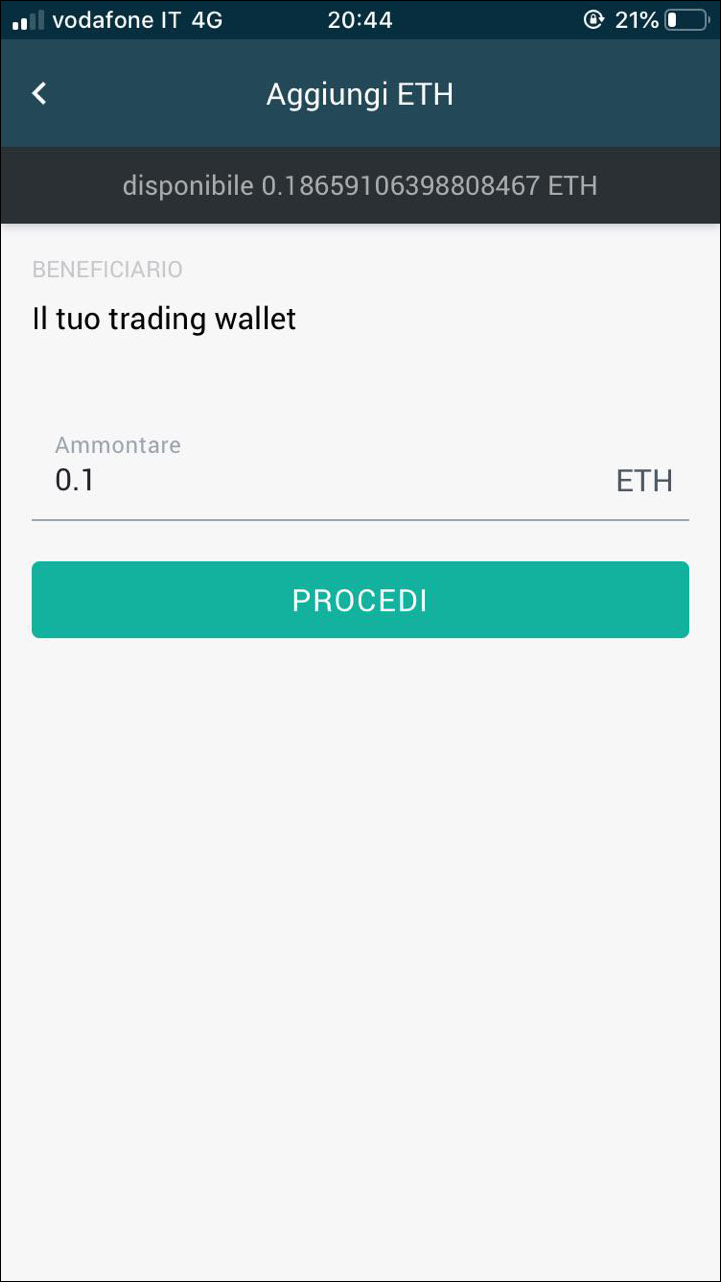 vodafone IT 4G 20:44 21%
Aggiungi ETH
disponibile 0.18659106398808467 ETH
BENEFICIARIO
Il tuo trading wallet
Ammontare
0.1 ETH
PROCEDI